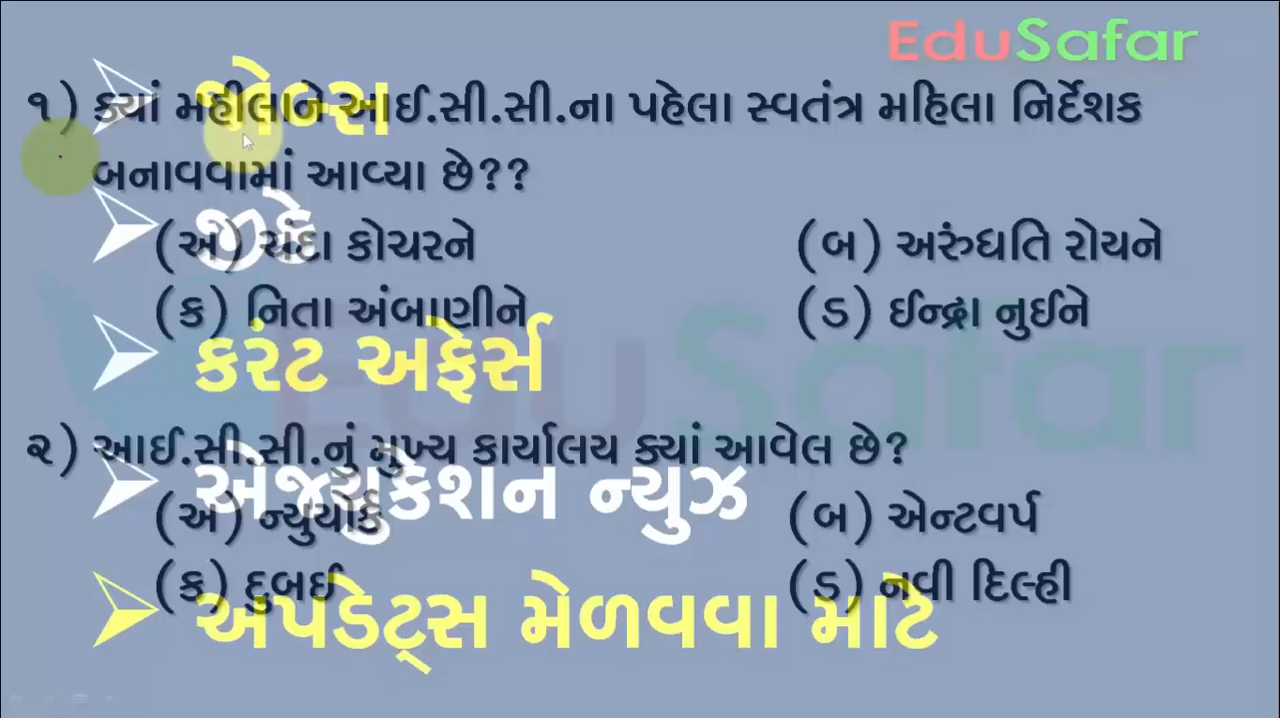 EduSafar
૧) ક્યાં મહીલાને આઈ.સી.સી.ના પહેલા સ્વતંત્ર મહિલા નિર્દેશક
બનાવવામાં આવ્યા છે??
(અ) ચંદા કોચરને (બ) અરુંધતિ રોયને
(ક) નિતા અંબાણીને (ડ) ઈન્દ્રા નુઈને
૨) આઈ.સી.સી.નું મુખ્ય કાર્યાલય ક્યાં આવેલ છે?
(અ) ન્યુયોર્ક (બ) એન્ટવર્પ
(ક) દુબઈ (ડ) નવી દિલ્હી
➢ જોબ્સ
➢ જીકે
➢ કરંટ અફેર્સ
➢ એજ્યુકેશન ન્યુઝ
➢ અપડેટ્સ મેળવવા માટે
EduSafar